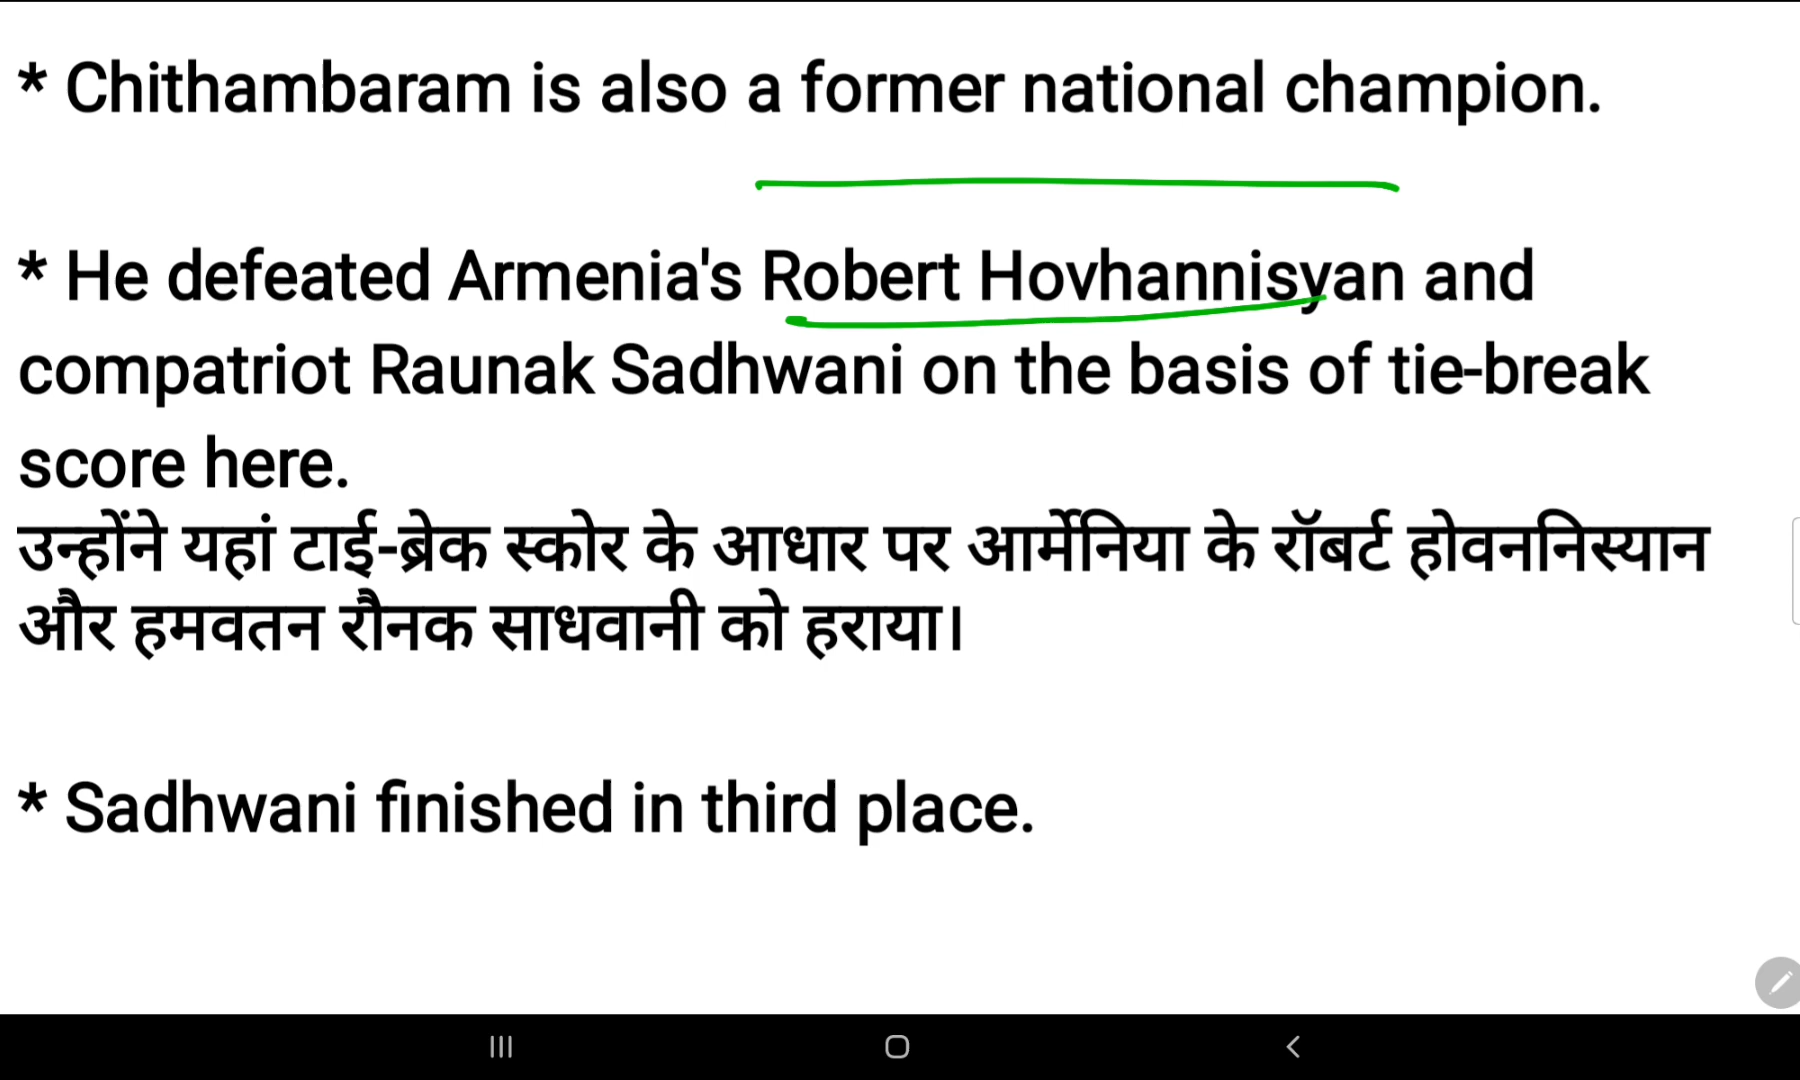 * Chithambaram is also a former national champion.
* He defeated Armenia's Robert Hovhannisyan and
compatriot Raunak Sadhwani on the basis of tie-break
score here.
उन्होंने यहां टाई-ब्रेक स्कोर के आधार पर आर्मेनिया के रॉबर्ट होवननिस्यान
और हमवतन रौनक साधवानी को हराया।
* Sadhwani finished in third place.